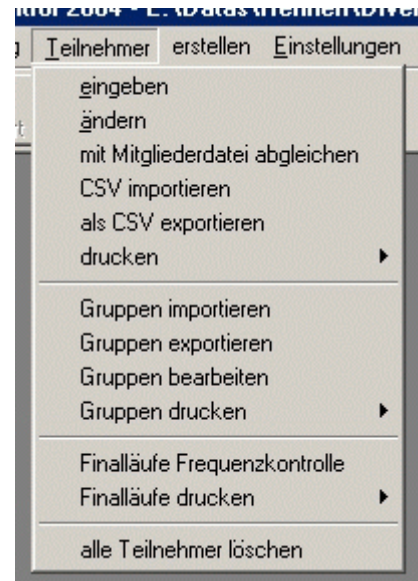 Teilnehmer erstellen Einstellungen
eingeben
ändern
mit Mitgliederdatei abgleichen
CSV importieren
als CSV exportieren
drucken
Gruppen importieren
Gruppen exportieren
Gruppen bearbeiten
Gruppen drucken
Finalläufe Frequenzkontrolle
Finalläufe drucken
alle Teilnehmer löschen